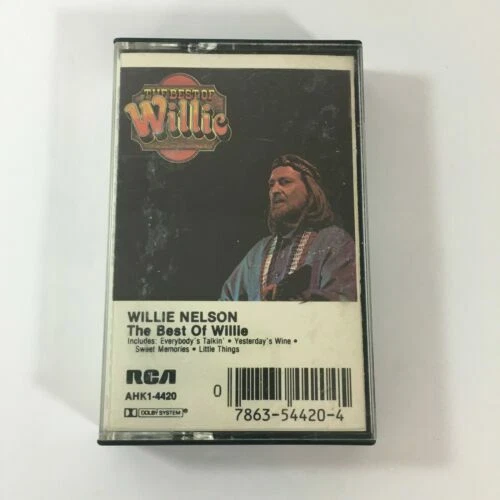 THE BEST OF
Willie
WILLIE NELSON
The Best Of Willie
Includes: Everybody's Talkin' • Yesterday's Wine •
Sweet Memories • Little Things
RCA
AHK1-4420
DOLBY SYSTEM
0
7863-54420-4